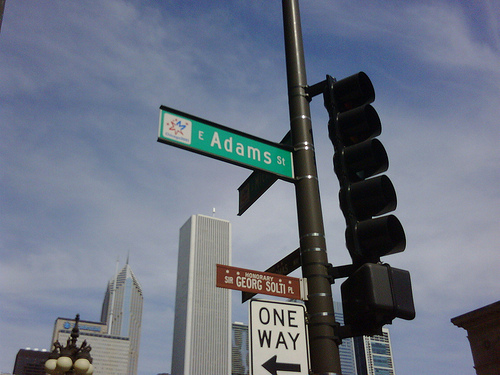 E Adams St
HONORARY
SIR GEORG SOLTI PL
ONE
WAY